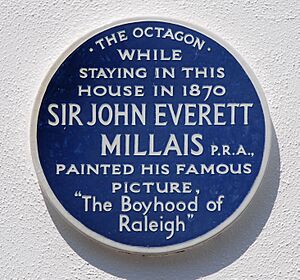 · THE OCTAGON ·
WHILE
STAYING IN THIS
HOUSE IN 1870
SIR JOHN EVERETT
MILLAIS P.R.A.,
PAINTED HIS FAMOUS
PICTURE,
“The Boyhood of
Raleigh”